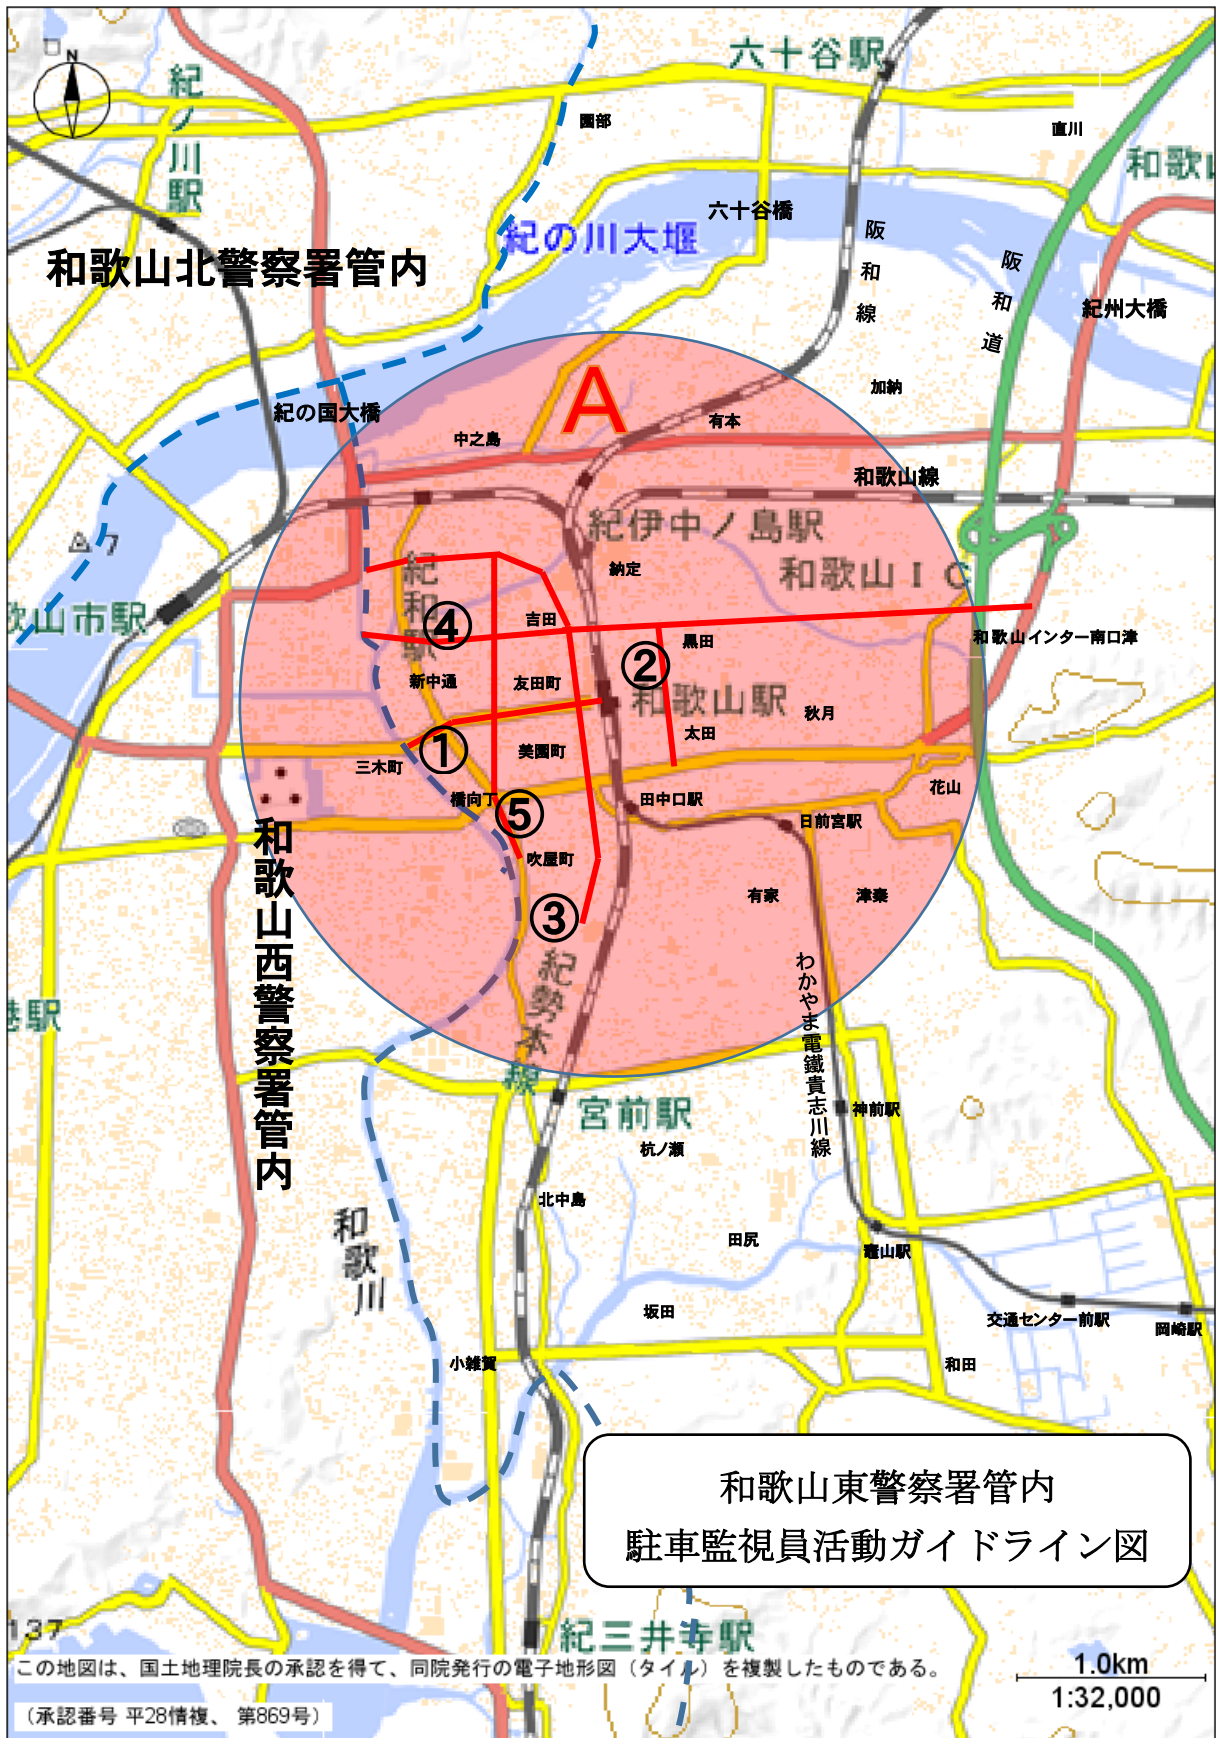 N
六十谷駅
紀ノ川駅
園部
直川
和歌山
六十谷橋
紀の川大堰
阪和線
阪和道
和歌山北警察署管内
紀州大橋
A
加納
紀の国大橋
有本
中之島
和歌山線
紀伊中ノ島駅
7
納定
和歌山IC
紀和駅
歌山市駅
④
吉田
黒田
和歌山インター南口津
②
新中通
友田町
和歌山駅
秋月
太田
①
美園町
三木町
花山
橋向丁
⑤
田中口駅
日前宮駅
吹屋町
和歌山西警察署管内
有家
津秦
③
紀勢本線
わかやま電鐵貴志川線
港駅
宮前駅
神前駅
杭ノ瀬
北中島
和歌川
田尻
竈山駅
坂田
交通センター前駅
岡崎駅
小雑賀
和田
和歌山東警察署管内
駐車監視員活動ガイドライン図
137
紀三井寺駅
この地図は、国土地理院長の承認を得て、同院発行の電子地形図（タイル）を複製したものである。
（承認番号 平28情複、 第869号）
1.0km
1:32,000